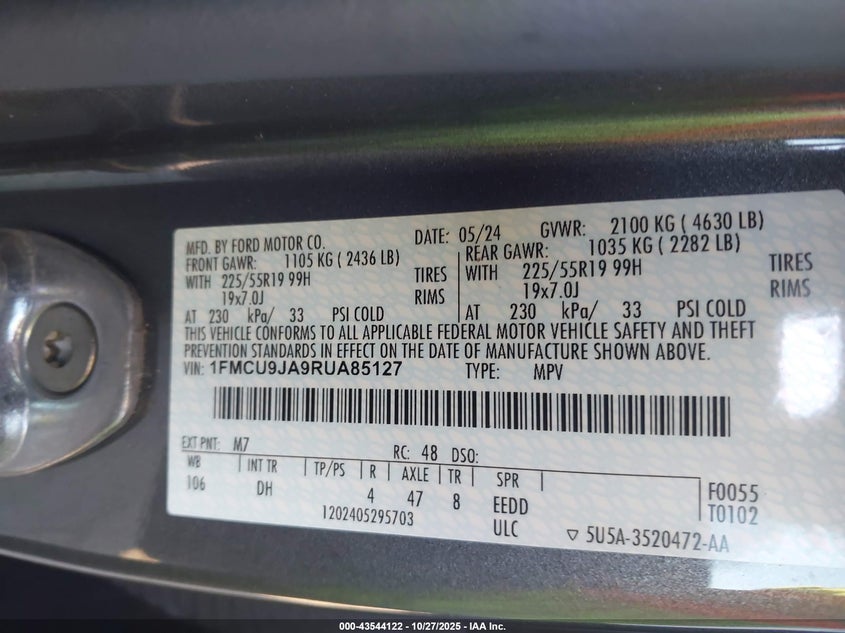 MFD. BY FORD MOTOR CO. DATE: 05/24 GVWR: 2100 KG ( 4630 LB)
FRONT GAWR: 1105 KG ( 2436 LB) REAR GAWR: 1035 KG ( 2282 LB)
WITH 225/55R19 99H TIRES WITH 225/55R19 99H TIRES
19x7.0J RIMS 19x7.0J RIMS
AT 230 kPa/ 33 PSI COLD AT 230 kPa/ 33 PSI COLD
THIS VEHICLE CONFORMS TO ALL APPLICABLE FEDERAL MOTOR VEHICLE SAFETY AND THEFT
PREVENTION STANDARDS IN EFFECT ON THE DATE OF MANUFACTURE SHOWN ABOVE.
VIN: 1FMCU9JA9RUA85127 TYPE: MPV
EXT PNT: M7 RC: 48 DSO:
WB INT TR TP/PS R AXLE TR SPR
106 DH 4 47 8 EEDD F0055
1202405295703 ULC T0102
5U5A-3520472-AA
000-43544122 - 10/27/2025 - IAA Inc.